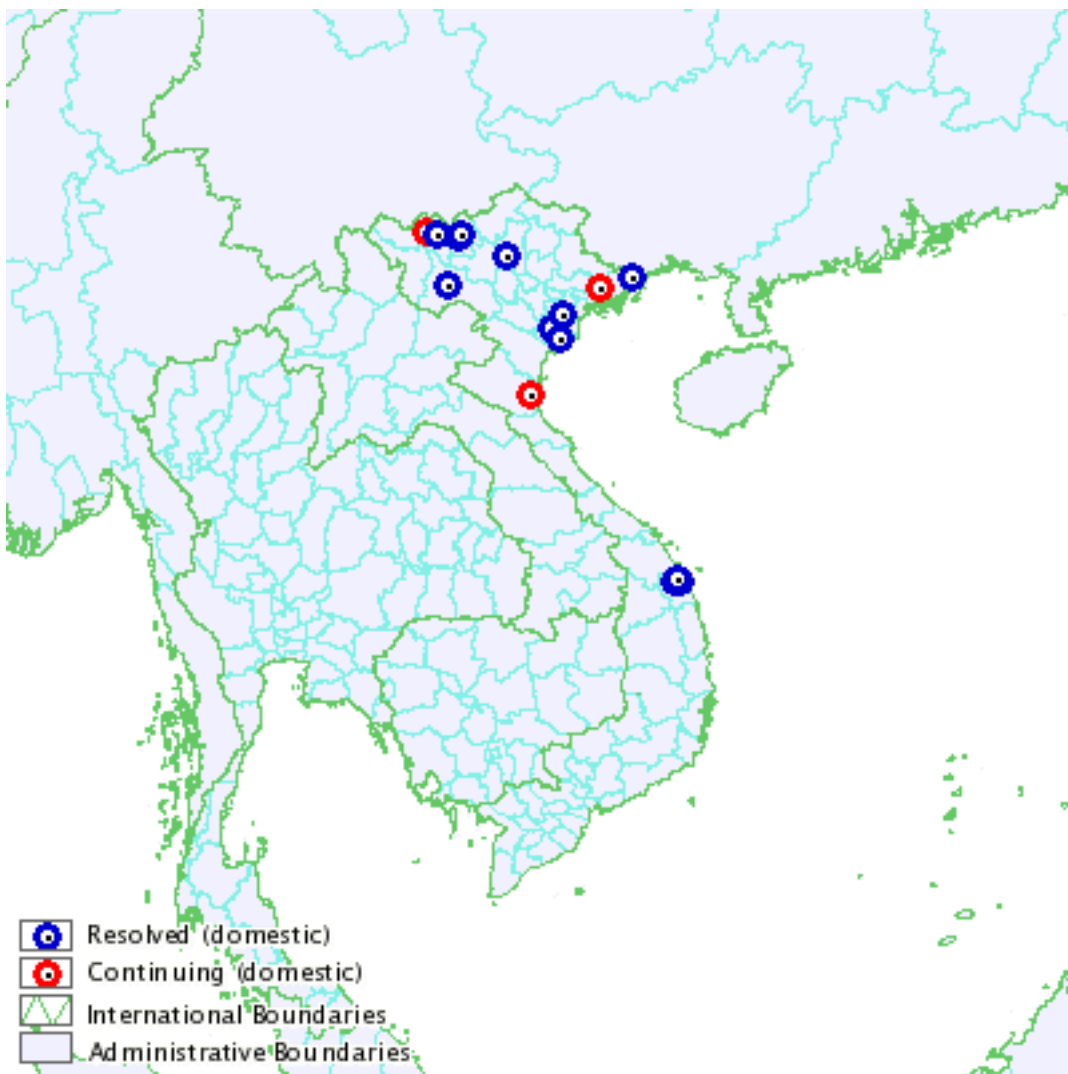 Resolved (domestic)
Continuing (domestic)
International Boundaries
Administrative Boundaries